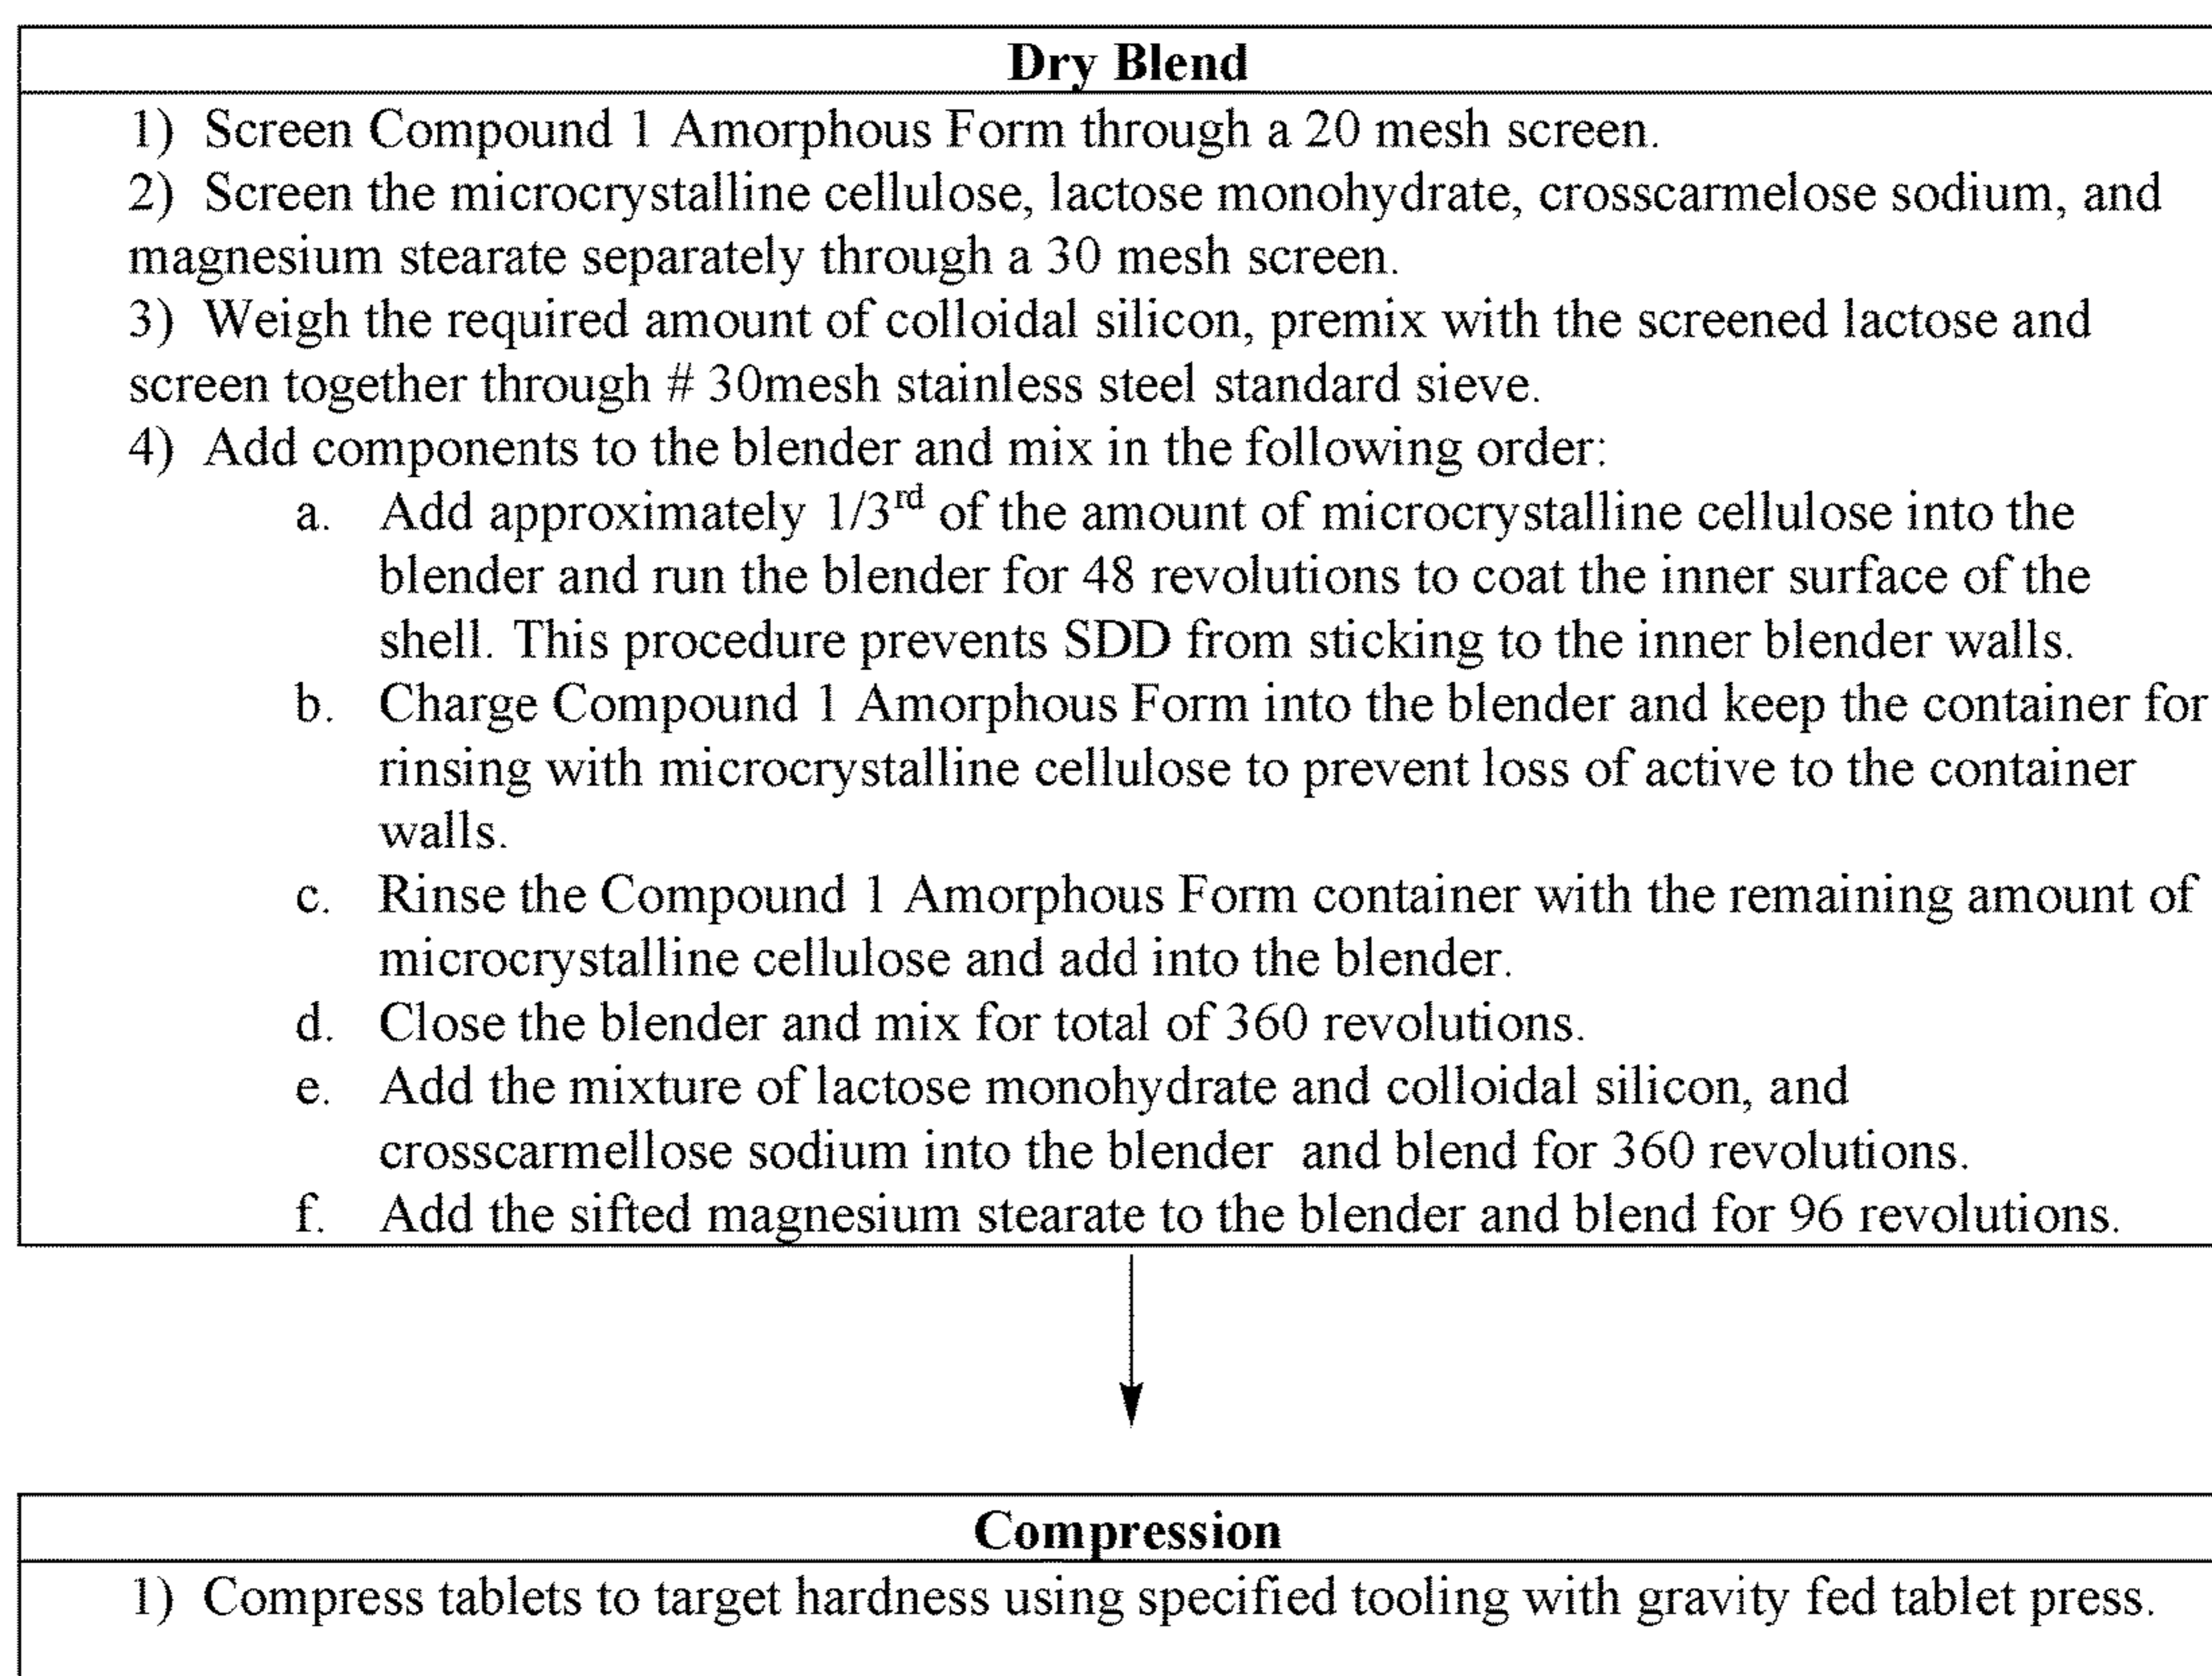 Dry Blend
1) Screen Compound 1 Amorphous Form through a 20 mesh screen.
2) Screen the microcrystalline cellulose, lactose monohydrate, crosscarmelose sodium, and
magnesium stearate separately through a 30 mesh screen.
3) Weigh the required amount of colloidal silicon, premix with the screened lactose and
screen together through # 30mesh stainless steel standard sieve.
4) Add components to the blender and mix in the following order:
a. Add approximately 1/3rd of the amount of microcrystalline cellulose into the
blender and run the blender for 48 revolutions to coat the inner surface of the
shell. This procedure prevents SDD from sticking to the inner blender walls.
b. Charge Compound 1 Amorphous Form into the blender and keep the container for
rinsing with microcrystalline cellulose to prevent loss of active to the container
walls.
c. Rinse the Compound 1 Amorphous Form container with the remaining amount of
microcrystalline cellulose and add into the blender.
d. Close the blender and mix for total of 360 revolutions.
e. Add the mixture of lactose monohydrate and colloidal silicon, and
crosscarmellose sodium into the blender and blend for 360 revolutions.
f. Add the sifted magnesium stearate to the blender and blend for 96 revolutions.
Compression
1) Compress tablets to target hardness using specified tooling with gravity fed tablet press.